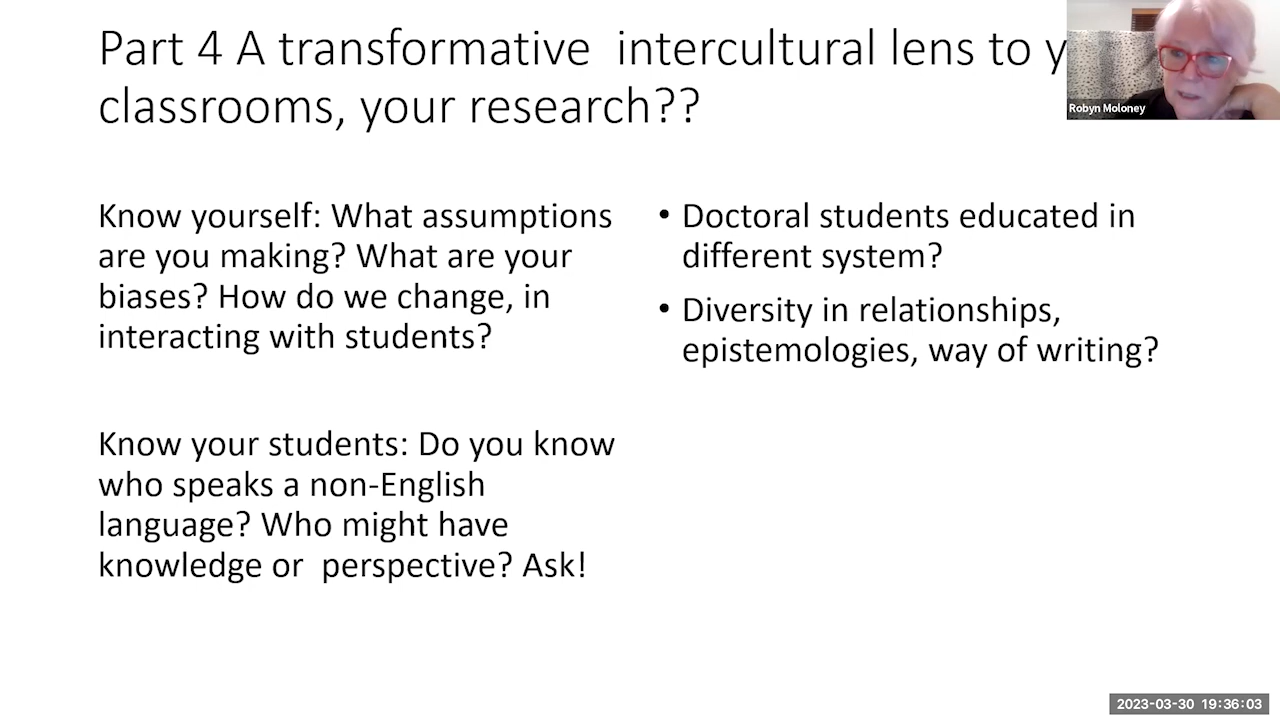 Part 4 A transformative  intercultural lens to y
classrooms, your research??
Robyn Moloney
Know yourself: What assumptions
are you making? What are your
biases? How do we change, in
interacting with students?
Know your students: Do you know
who speaks a non-English
language? Who might have
knowledge or  perspective? Ask!
• Doctoral students educated in
different system?
• Diversity in relationships,
epistemologies, way of writing?
2023-03-30 19:36:03